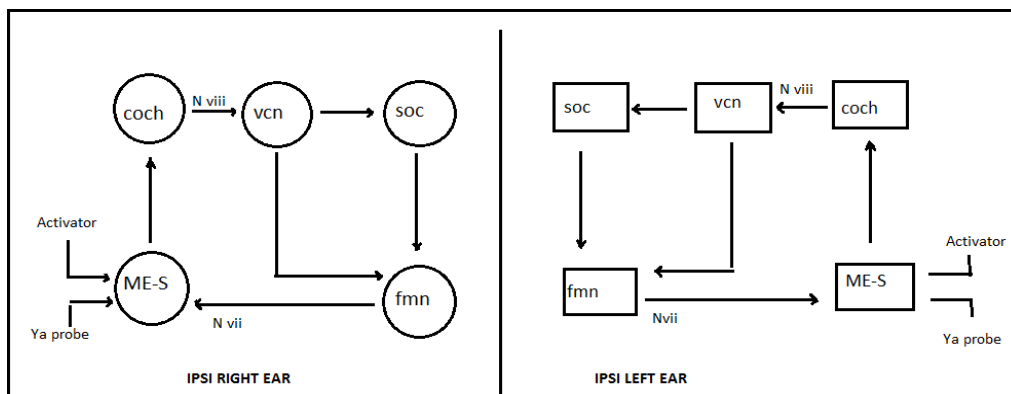 coch
N viii
vcn
soc
Activator
ME-S
Ya probe
fmn
N vii
IPSI RIGHT EAR
soc
vcn
N viii
coch
Activator
fmn
ME-S
Nvii
Ya probe
IPSI LEFT EAR